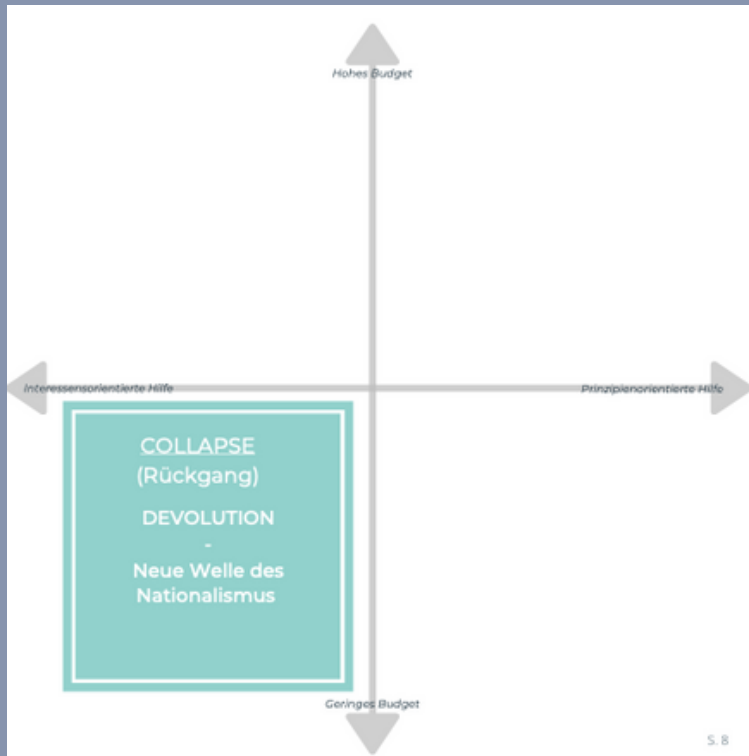 Hohes Budget
Interessensorientierte Hilfe
Prinzipienorientierte Hilfe
COLLAPSE
(Rückgang)
DEVOLUTION
-
Neue Welle des
Nationalismus
Geringes Budget
S. 8